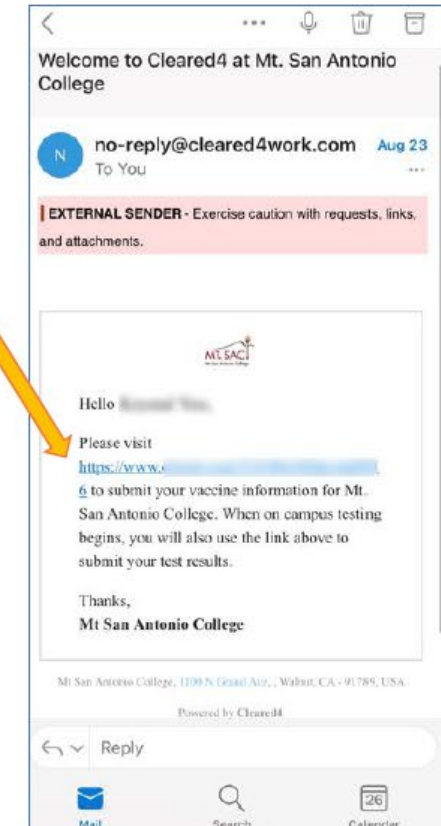 Welcome to Cleared4 at Mt. San Antonio
College
N
no-reply@cleared4work.com Aug 23
To You
EXTERNAL SENDER - Exercise caution with requests, links,
and attachments.
MT. SAC
Hello
Please visit
https://www.
6 to submit your vaccine information for Mt.
San Antonio College. When on campus testing
begins, you will also use the link above to
submit your test results.
Thanks,
Mt San Antonio College
Mt San Antonio College, 1100 N Grand Ave, , Walnut, CA - 91789, USA
Powered by Cleared4
Reply
26
Mail Search Calendar